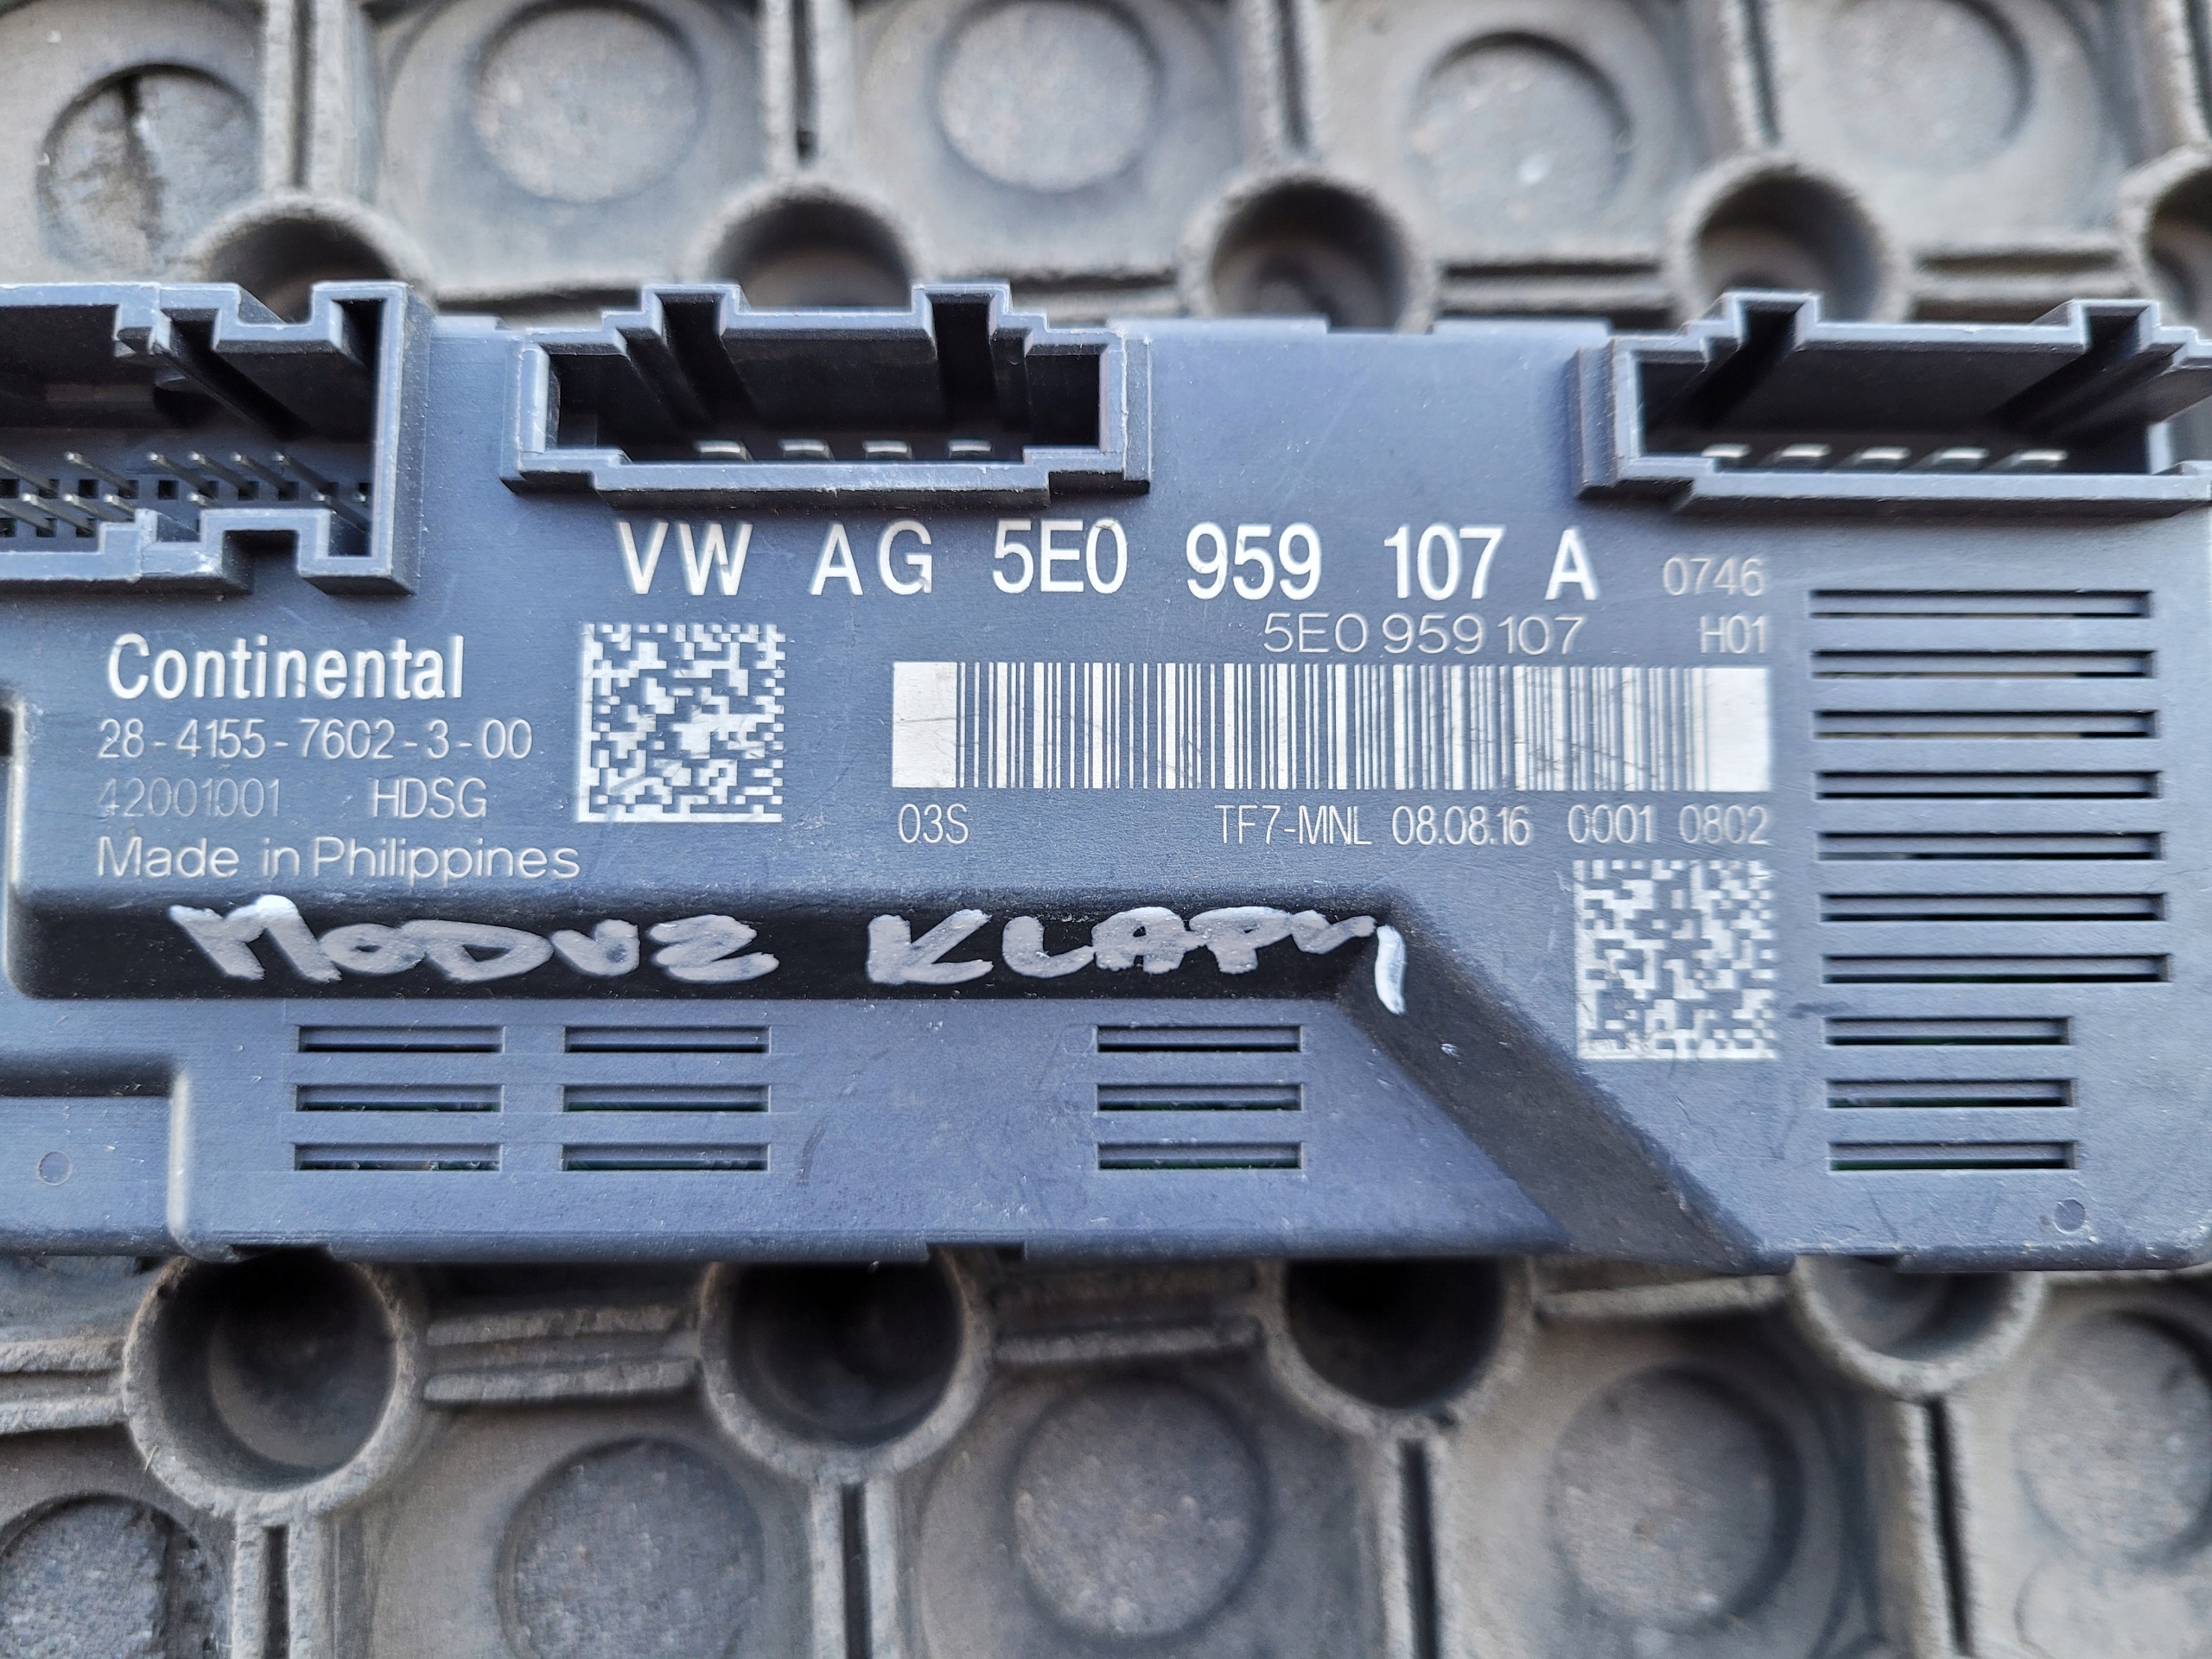 VW AG 5E0 959 107 A 0746
5E0 959 107 H01
Continental
28-4155-7602-3-00
42001001 HDSG
Made in Philippines
03S TF7-MNL 08.08.16 0001 0802
MODUŁ KLAPY